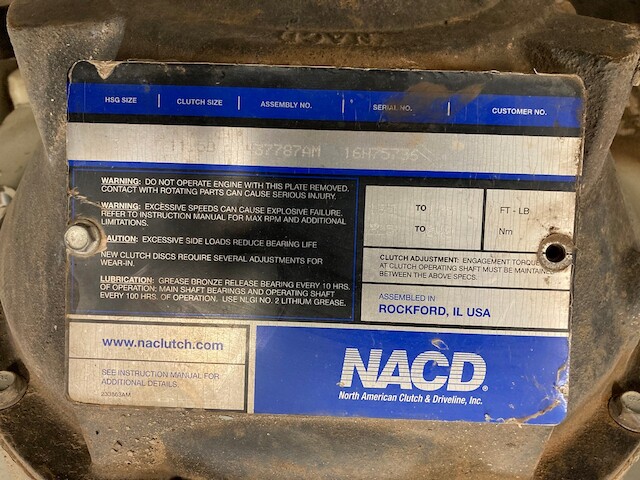 NACD
HSG SIZE CLUTCH SIZE ASSEMBLY NO. SERIAL NO. CUSTOMER NO.
16H75736
WARNING: DO NOT OPERATE ENGINE WITH THIS PLATE REMOVED.
CONTACT WITH ROTATING PARTS CAN CAUSE SERIOUS INJURY.
WARNING: EXCESSIVE SPEEDS CAN CAUSE EXPLOSIVE FAILURE.
REFER TO INSTRUCTION MANUAL FOR MAX RPM AND ADDITIONAL
LIMITATIONS.
CAUTION: EXCESSIVE SIDE LOADS REDUCE BEARING LIFE
NEW CLUTCH DISCS REQUIRE SEVERAL ADJUSTMENTS FOR
WEAR-IN.
LUBRICATION: GREASE BRONZE RELEASE BEARING EVERY 10 HRS.
OF OPERATION; MAIN SHAFT BEARINGS AND OPERATING SHAFT
EVERY 100 HRS. OF OPERATION. USE NLGI NO. 2 LITHIUM GREASE.
TO FT - LB
TO Nm
CLUTCH ADJUSTMENT: ENGAGEMENT TORQUE
AT CLUTCH OPERATING SHAFT MUST BE MAINTAINED
BETWEEN THE ABOVE SPECS.
ASSEMBLED IN
ROCKFORD, IL USA
www.naclutch.com
SEE INSTRUCTION MANUAL FOR
ADDITIONAL DETAILS
233863AM
NACD®
North American Clutch & Driveline, Inc.